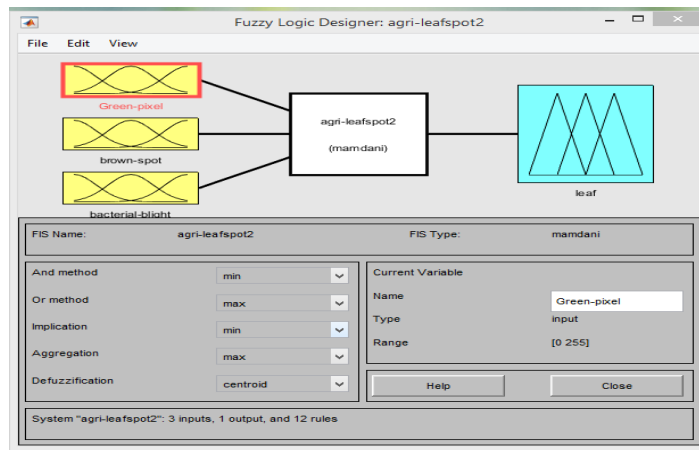 Fuzzy Logic Designer: agri-leafspot2
File Edit View
Green-pixel
brown-spot
bacterial-blight
agri-leafspot2
(mamdani)
leaf
FIS Name: agri-leafspot2 FIS Type: mamdani
And method min
Or method max
Implication min
Aggregation max
Defuzzification centroid
Current Variable
Name Green-pixel
Type input
Range [0 255]
Help Close
System "agri-leafspot2": 3 inputs, 1 output, and 12 rules